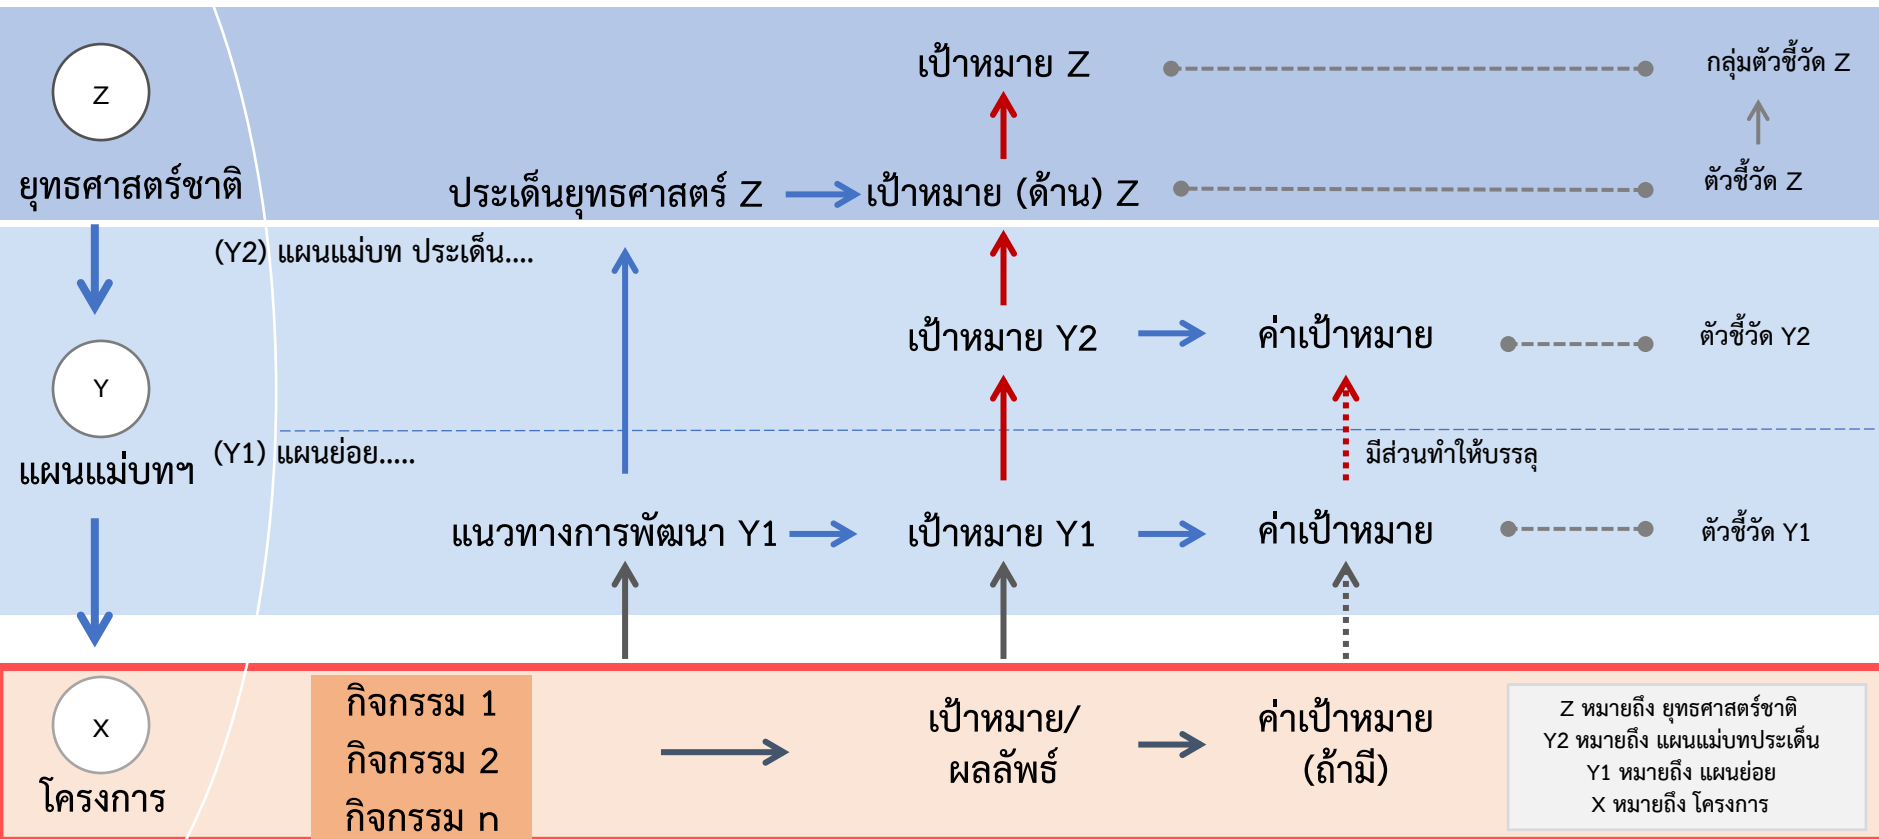 Z
ยุทธศาสตร์ชาติ
เป้าหมาย Z
กลุ่มตัวชี้วัด Z
ประเด็นยุทธศาสตร์ Z
เป้าหมาย (ด้าน) Z
ตัวชี้วัด Z
(Y2) แผนแม่บท ประเด็น....
เป้าหมาย Y2
ค่าเป้าหมาย
ตัวชี้วัด Y2
Y
แผนแม่บทฯ
(Y1) แผนย่อย.....
มีส่วนทำให้บรรลุ
แนวทางการพัฒนา Y1
เป้าหมาย Y1
ค่าเป้าหมาย
ตัวชี้วัด Y1
X
โครงการ
กิจกรรม 1
กิจกรรม 2
กิจกรรม n
เป้าหมาย/
ผลลัพธ์
ค่าเป้าหมาย
(ถ้ามี)
Z หมายถึง ยุทธศาสตร์ชาติ
Y2 หมายถึง แผนแม่บทประเด็น
Y1 หมายถึง แผนย่อย
X หมายถึง โครงการ